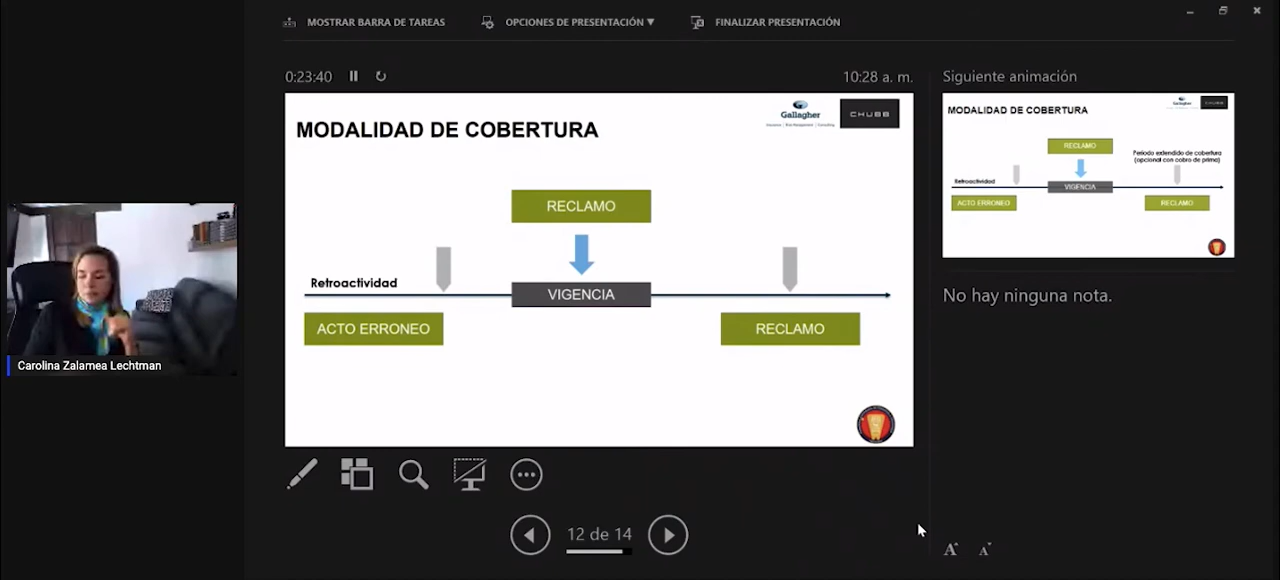 MOSTRAR BARRA DE TAREAS
OPCIONES DE PRESENTACIÓN ▼
FINALIZAR PRESENTACIÓN
0:23:40
10:28 a. m.
Siguiente animación
MODALIDAD DE COBERTURA
Gallagher
CHUBB
RECLAMO
Retroactividad
VIGENCIA
ACTO ERRONEO
RECLAMO
MODALIDAD DE COBERTURA
Gallagher
CHUBB
RECLAMO
Periodo extendido de cobertura
(opcional con cobro de prima)
Retroactividad
VIGENCIA
ACTO ERRONEO
RECLAMO
No hay ninguna nota.
Carolina Zalamea Lechtman
12 de 14
A
A